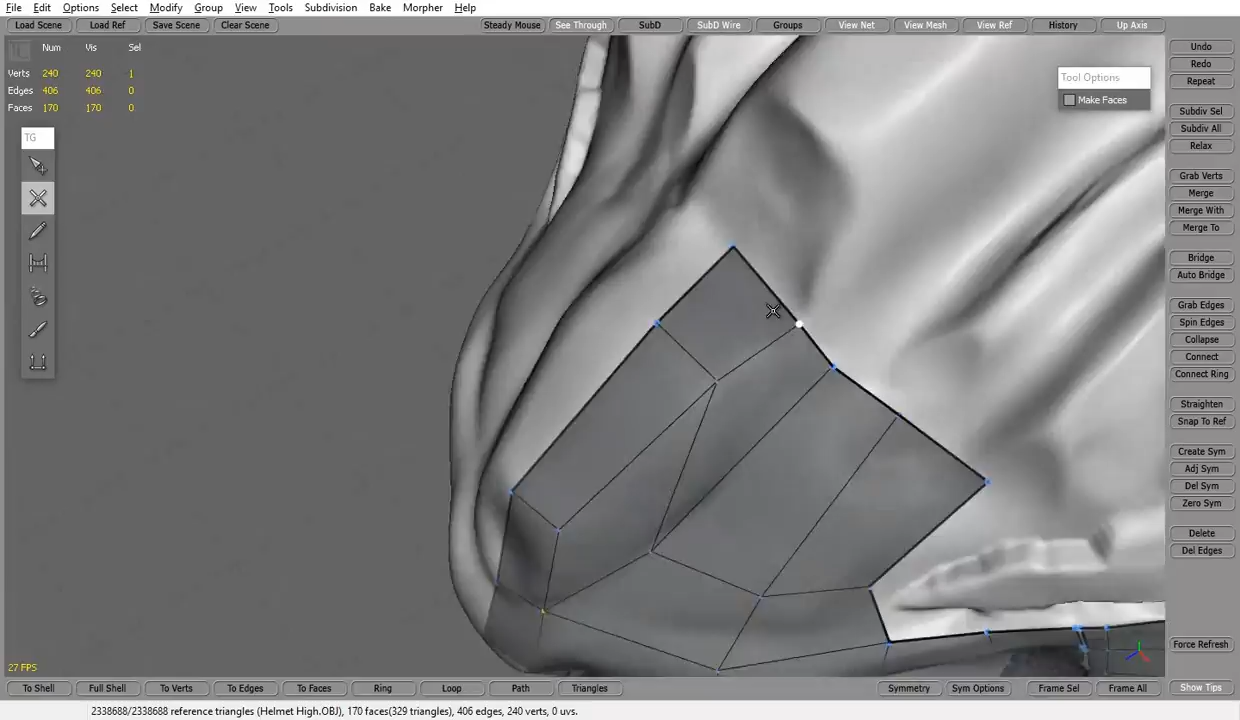 File Edit Options Select Modify Group View Tools Subdivision Bake Morpher Help
Load Scene Load Ref Save Scene Clear Scene Steady Mouse See Through SubD SubD Wire Groups View Net View Mesh View Ref History Up Axis
Num Vis Sel
Verts 240 240 1
Edges 406 406 0
Faces 170 170 0
TG
Tool Options
Make Faces
Undo
Redo
Repeat
Subdiv Sel
Subdiv All
Relax
Grab Verts
Merge
Merge With
Merge To
Bridge
Auto Bridge
Grab Edges
Spin Edges
Collapse
Connect
Connect Ring
Straighten
Snap To Ref
Create Sym
Adj Sym
Del Sym
Zero Sym
Delete
Del Edges
Force Refresh
Show Tips
27 FPS
To Shell Full Shell To Verts To Edges To Faces Ring Loop Path Triangles Symmetry Sym Options Frame Sel Frame All
2338688/2338688 reference triangles (Helmet High.OBJ), 170 faces(329 triangles), 406 edges, 240 verts, 0 uvs.